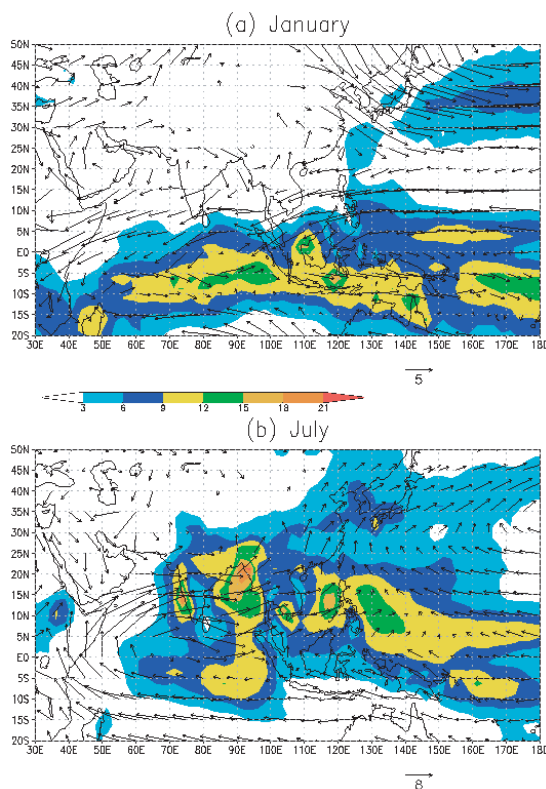 (a) January
50N
45N
40N
35N
30N
25N
20N
15N
10N
5N
EQ
5S
10S
15S
20S
30E 40E 50E 60E 70E 80E 90E 100E 110E 120E 130E 140E 150E 160E 170E 180
5
3 6 9 12 15 18 21
(b) July
50N
45N
40N
35N
30N
25N
20N
15N
10N
5N
EQ
5S
10S
15S
20S
30E 40E 50E 60E 70E 80E 90E 100E 110E 120E 130E 140E 150E 160E 170E 180
8